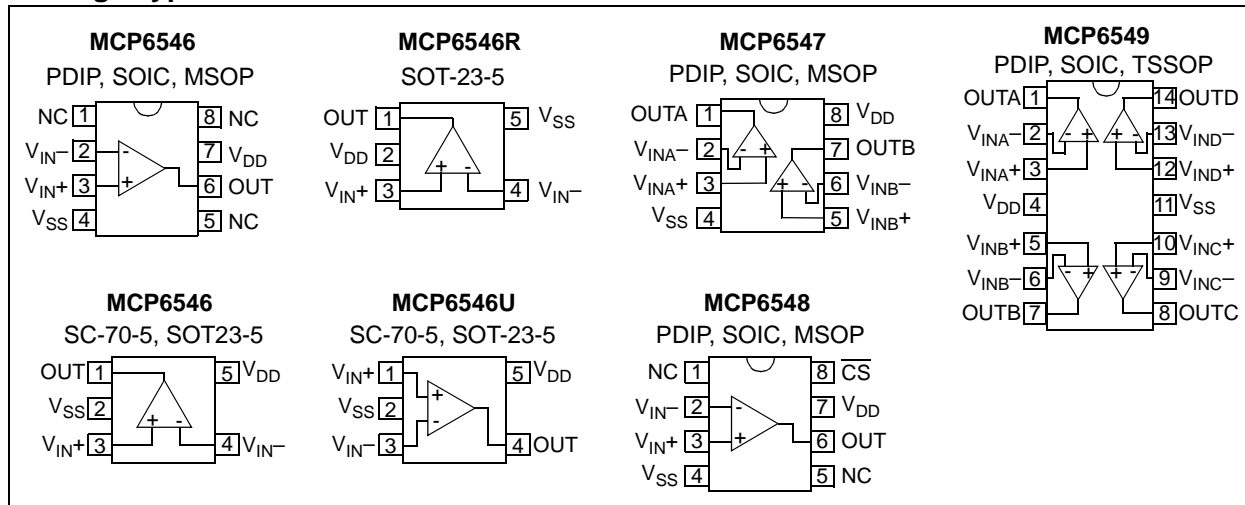 MCP6546
PDIP, SOIC, MSOP
NC 1
8 NC
VIN– 2
7 VDD
VIN+ 3
6 OUT
VSS 4
5 NC
- +
MCP6546R
SOT-23-5
OUT 1
5 VSS
VDD 2
VIN+ 3
4 VIN–
+ -
MCP6547
PDIP, SOIC, MSOP
OUTA 1
8 VDD
VINA– 2
7 OUTB
VINA+ 3
6 VINB–
VSS 4
5 VINB+
- +
+ -
MCP6549
PDIP, SOIC, TSSOP
OUTA 1
14 OUTD
VINA– 2
13 VIND–
VINA+ 3
12 VIND+
VDD 4
11 VSS
VINB+ 5
10 VINC+
VINB– 6
9 VINC–
OUTB 7
8 OUTC
- +
+ -
- +
+ -
MCP6546
SC-70-5, SOT23-5
OUT 1
5 VDD
VSS 2
VIN+ 3
4 VIN–
+ -
MCP6546U
SC-70-5, SOT-23-5
VIN+ 1
5 VDD
VSS 2
VIN– 3
4 OUT
+ -
MCP6548
PDIP, SOIC, MSOP
NC 1
8 CS
VIN– 2
7 VDD
VIN+ 3
6 OUT
VSS 4
5 NC
- +